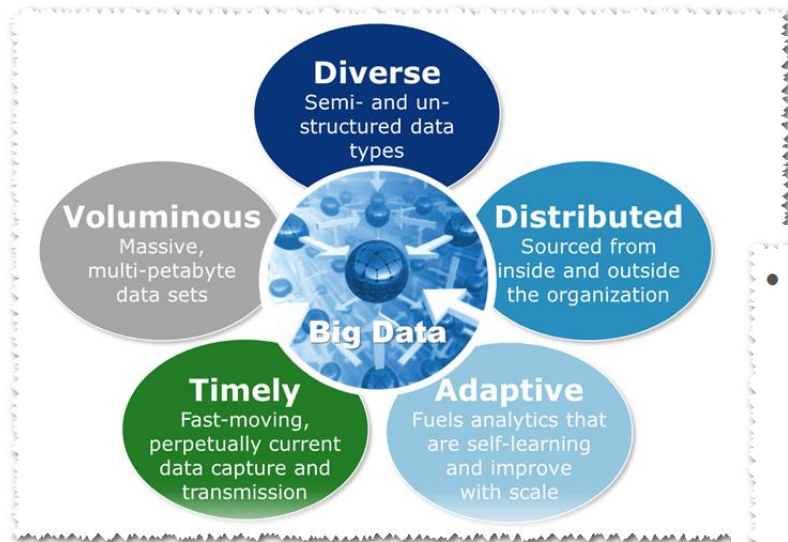 Diverse
Semi- and un-
structured data
types
Voluminous
Massive,
multi-petabyte
data sets
Distributed
Sourced from
inside and outside
the organization
Big Data
Timely
Fast-moving,
perpetually current
data capture and
transmission
Adaptive
Fuels analytics that
are self-learning
and improve
with scale